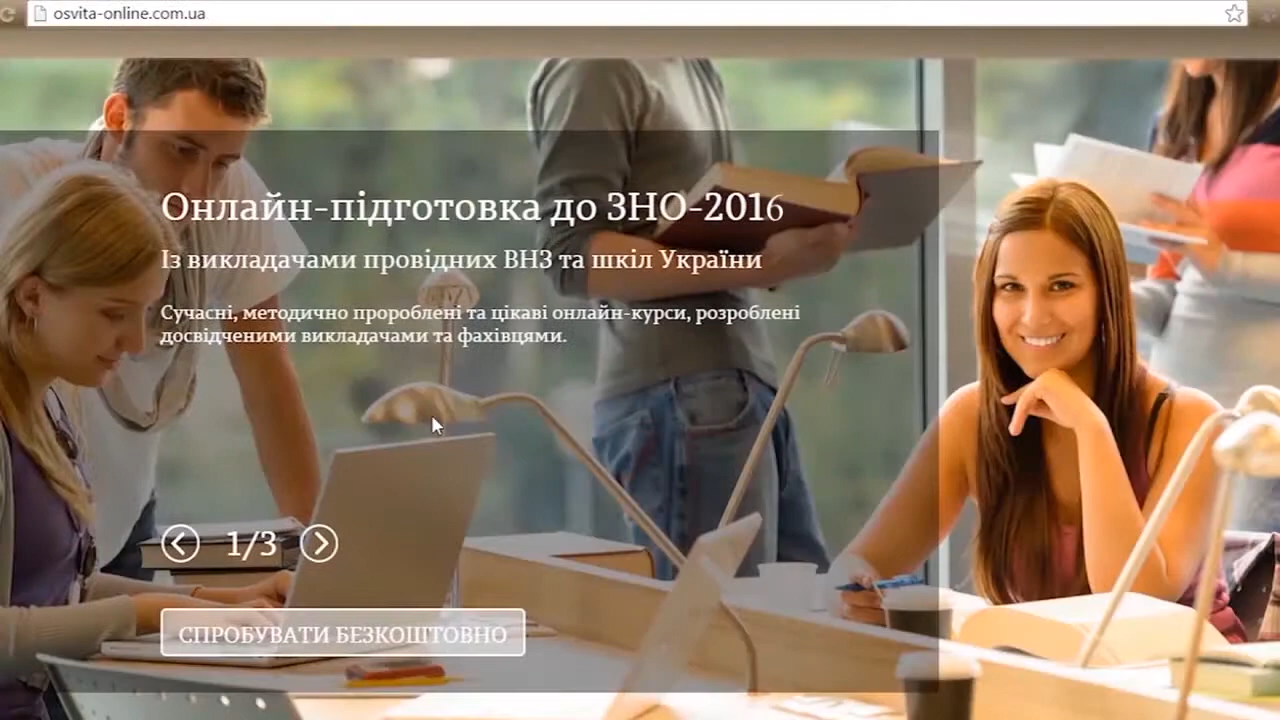 osvita-online.com.ua
Онлайн-підготовка до ЗНО-2016
Із викладачами провідних ВНЗ та шкіл України
Сучасні, методично пророблені та цікаві онлайн-курси, розроблені
досвідченими викладачами та фахівцями.
1/3
СПРОБУВАТИ БЕЗКОШТОВНО